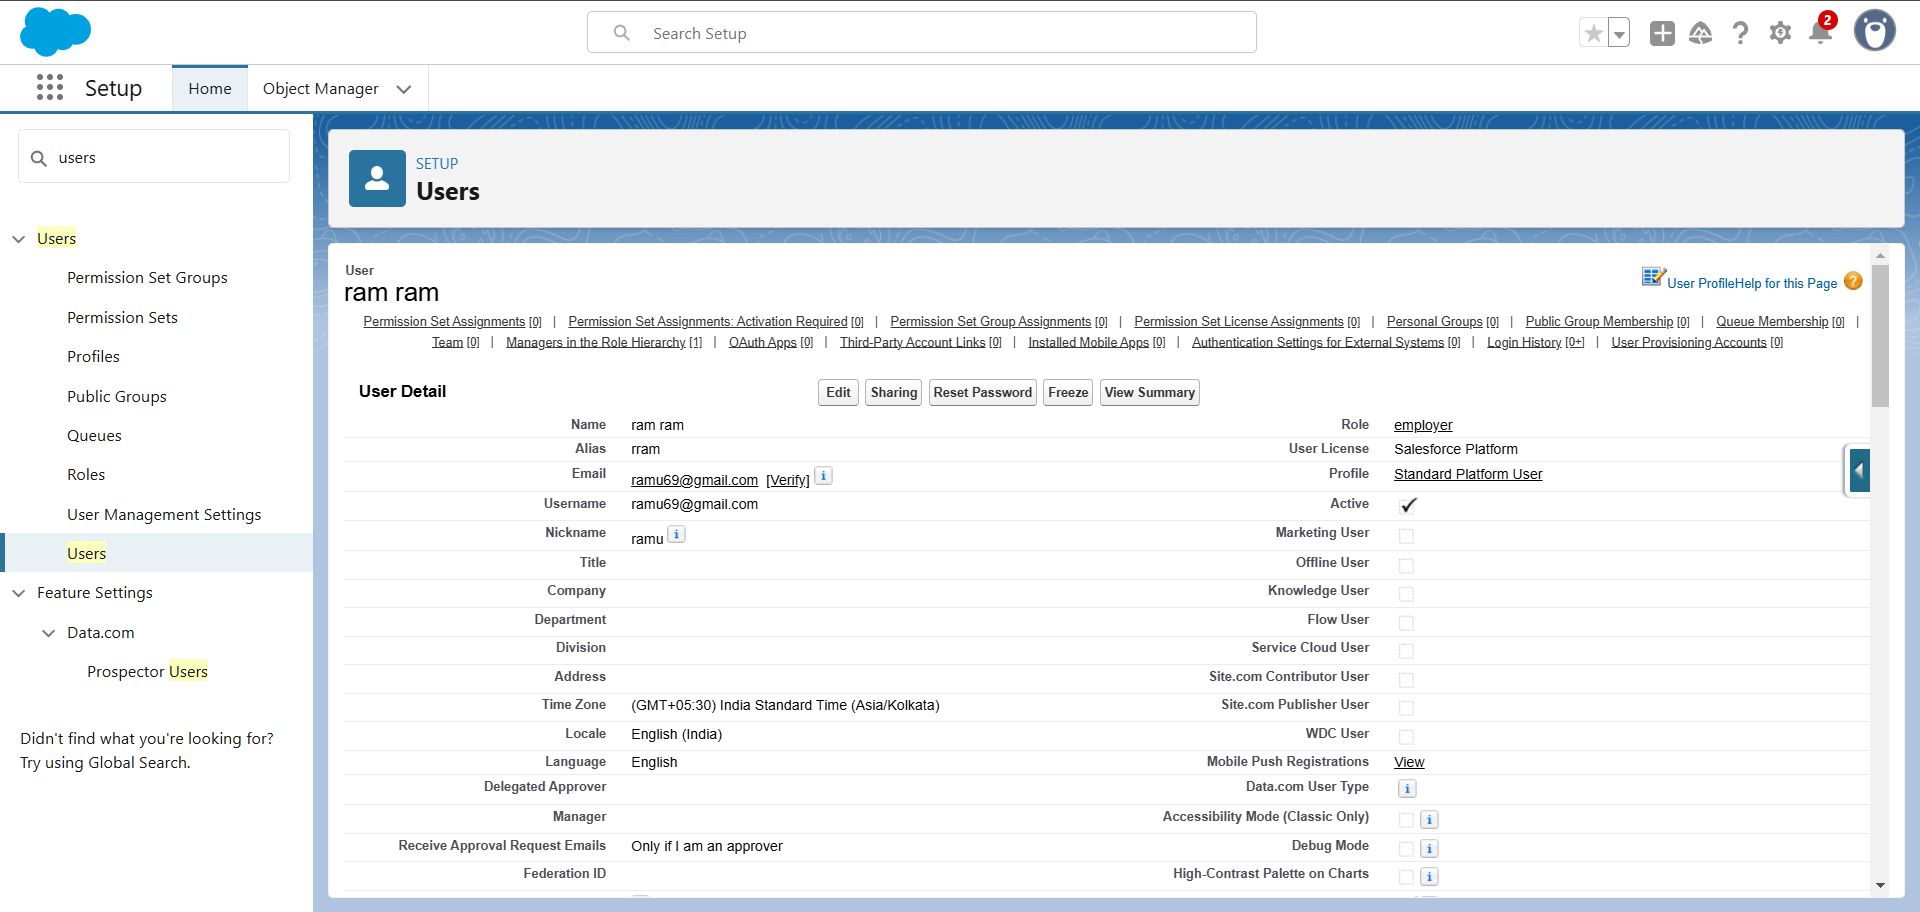 Search Setup
2
Setup
Home
Object Manager
users
Users
Permission Set Groups
Permission Sets
Profiles
Public Groups
Queues
Roles
User Management Settings
Users
Feature Settings
Data.com
Prospector Users
Didn't find what you're looking for?
Try using Global Search.
SETUP
Users
User
ram ram
User Profile Help for this Page ?
Permission Set Assignments [0] | Permission Set Assignments: Activation Required [0] | Permission Set Group Assignments [0] | Permission Set License Assignments [0] | Personal Groups [0] | Public Group Membership [0] | Queue Membership [0] |
Team [0] | Managers in the Role Hierarchy [1] | OAuth Apps [0] | Third-Party Account Links [0] | Installed Mobile Apps [0] | Authentication Settings for External Systems [0] | Login History [0+] | User Provisioning Accounts [0]
User Detail Edit Sharing Reset Password Freeze View Summary
Name ram ram Role employer
Alias rram User License Salesforce Platform
Email ramu69@gmail.com [Verify] i Profile Standard Platform User
Username ramu69@gmail.com Active
Nickname ramu i Marketing User
Title Offline User
Company Knowledge User
Department Flow User
Division Service Cloud User
Address Site.com Contributor User
Time Zone (GMT+05:30) India Standard Time (Asia/Kolkata) Site.com Publisher User
Locale English (India) WDC User
Language English Mobile Push Registrations View
Delegated Approver Data.com User Type i
Manager Accessibility Mode (Classic Only) i
Receive Approval Request Emails Only if I am an approver Debug Mode i
Federation ID High-Contrast Palette on Charts i